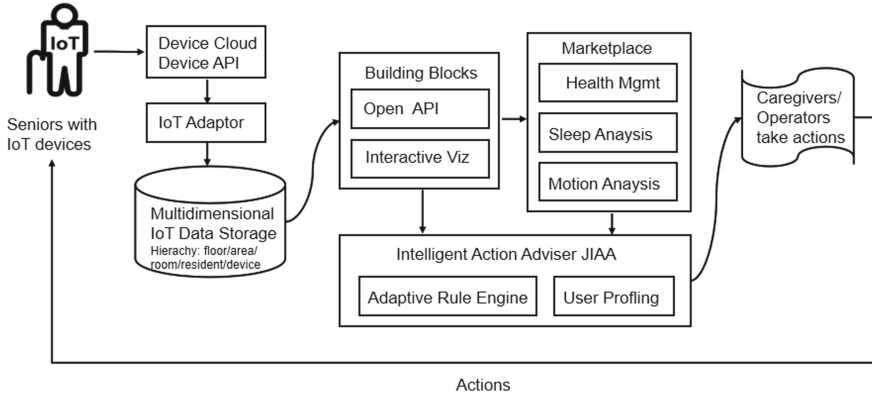 IoT
Seniors with
IoT devices
Device Cloud
Device API
IoT Adaptor
Multidimensional
IoT Data Storage
Hierachy: floor/area/
room/resident/device
Building Blocks
Open API
Interactive Viz
Marketplace
Health Mgmt
Sleep Anaysis
Motion Anaysis
Intelligent Action Adviser JIAA
Adaptive Rule Engine
User Profling
Caregivers/
Operators
take actions
Actions